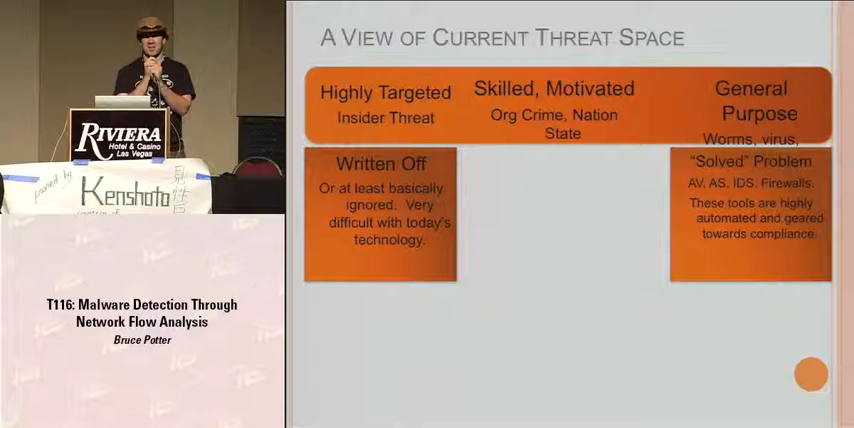 RIVIERA
Hotel & Casino
Las Vegas
pwned by
Kenshoto
T116: Malware Detection Through
Network Flow Analysis
Bruce Potter
A VIEW OF CURRENT THREAT SPACE
Highly Targeted
Insider Threat
Skilled, Motivated
Org Crime, Nation
State
General
Purpose
Worms, virus,
Written Off
Or at least basically
ignored. Very
difficult with today's
technology.
"Solved" Problem
AV, AS, IDS, Firewalls.
These tools are highly
automated and geared
towards compliance.